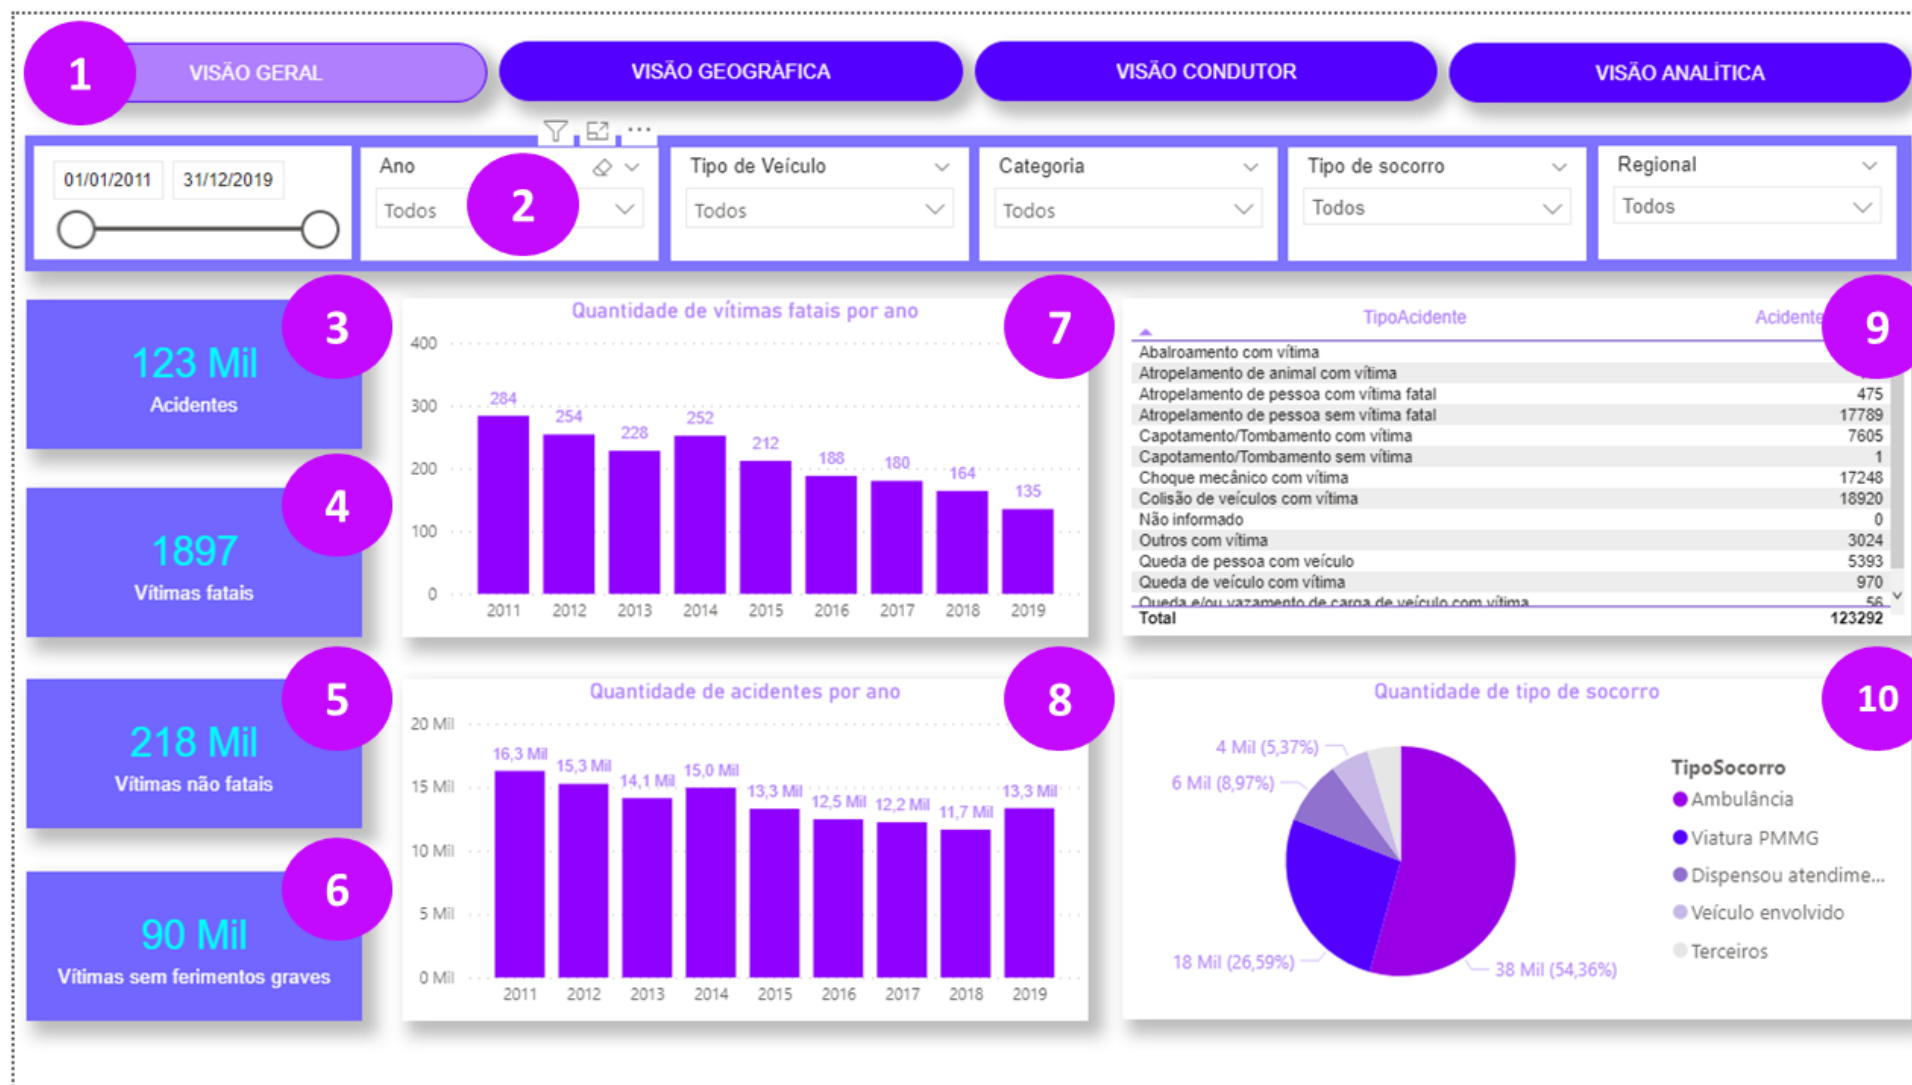 1
VISÃO GERAL
VISÃO GEOGRÁFICA
VISÃO CONDUTOR
VISÃO ANALÍTICA
01/01/2011
31/12/2019
Ano
Todos
2
Tipo de Veículo
Todos
Categoria
Todos
Tipo de socorro
Todos
Regional
Todos
3
123 Mil
Acidentes
4
1897
Vítimas fatais
5
218 Mil
Vítimas não fatais
6
90 Mil
Vítimas sem ferimentos graves
7
Quantidade de vítimas fatais por ano
400
300
200
100
0
284
254
228
252
212
188
180
164
135
2011 2012 2013 2014 2015 2016 2017 2018 2019
8
Quantidade de acidentes por ano
20 Mil
15 Mil
10 Mil
5 Mil
0 Mil
16,3 Mil
15,3 Mil
14,1 Mil
15,0 Mil
13,3 Mil
12,5 Mil
12,2 Mil
11,7 Mil
13,3 Mil
2011 2012 2013 2014 2015 2016 2017 2018 2019
9
TipoAcidente
Abalroamento com vítima
Atropelamento de animal com vítima
Atropelamento de pessoa com vítima fatal 475
Atropelamento de pessoa sem vítima fatal 17789
Capotamento/Tombamento com vítima 7605
Capotamento/Tombamento sem vítima 1
Choque mecânico com vítima 17248
Colisão de veículos com vítima 18920
Não informado 0
Outros com vítima 3024
Queda de pessoa com veículo 5393
Queda de veículo com vítima 970
Queda e/ou vazamento de carga de veículo com vítima 56
Total 123292
10
Quantidade de tipo de socorro
4 Mil (5,37%)
6 Mil (8,97%)
18 Mil (26,59%)
38 Mil (54,36%)
TipoSocorro
Ambulância
Viatura PMMG
Dispensou atendime...
Veículo envolvido
Terceiros